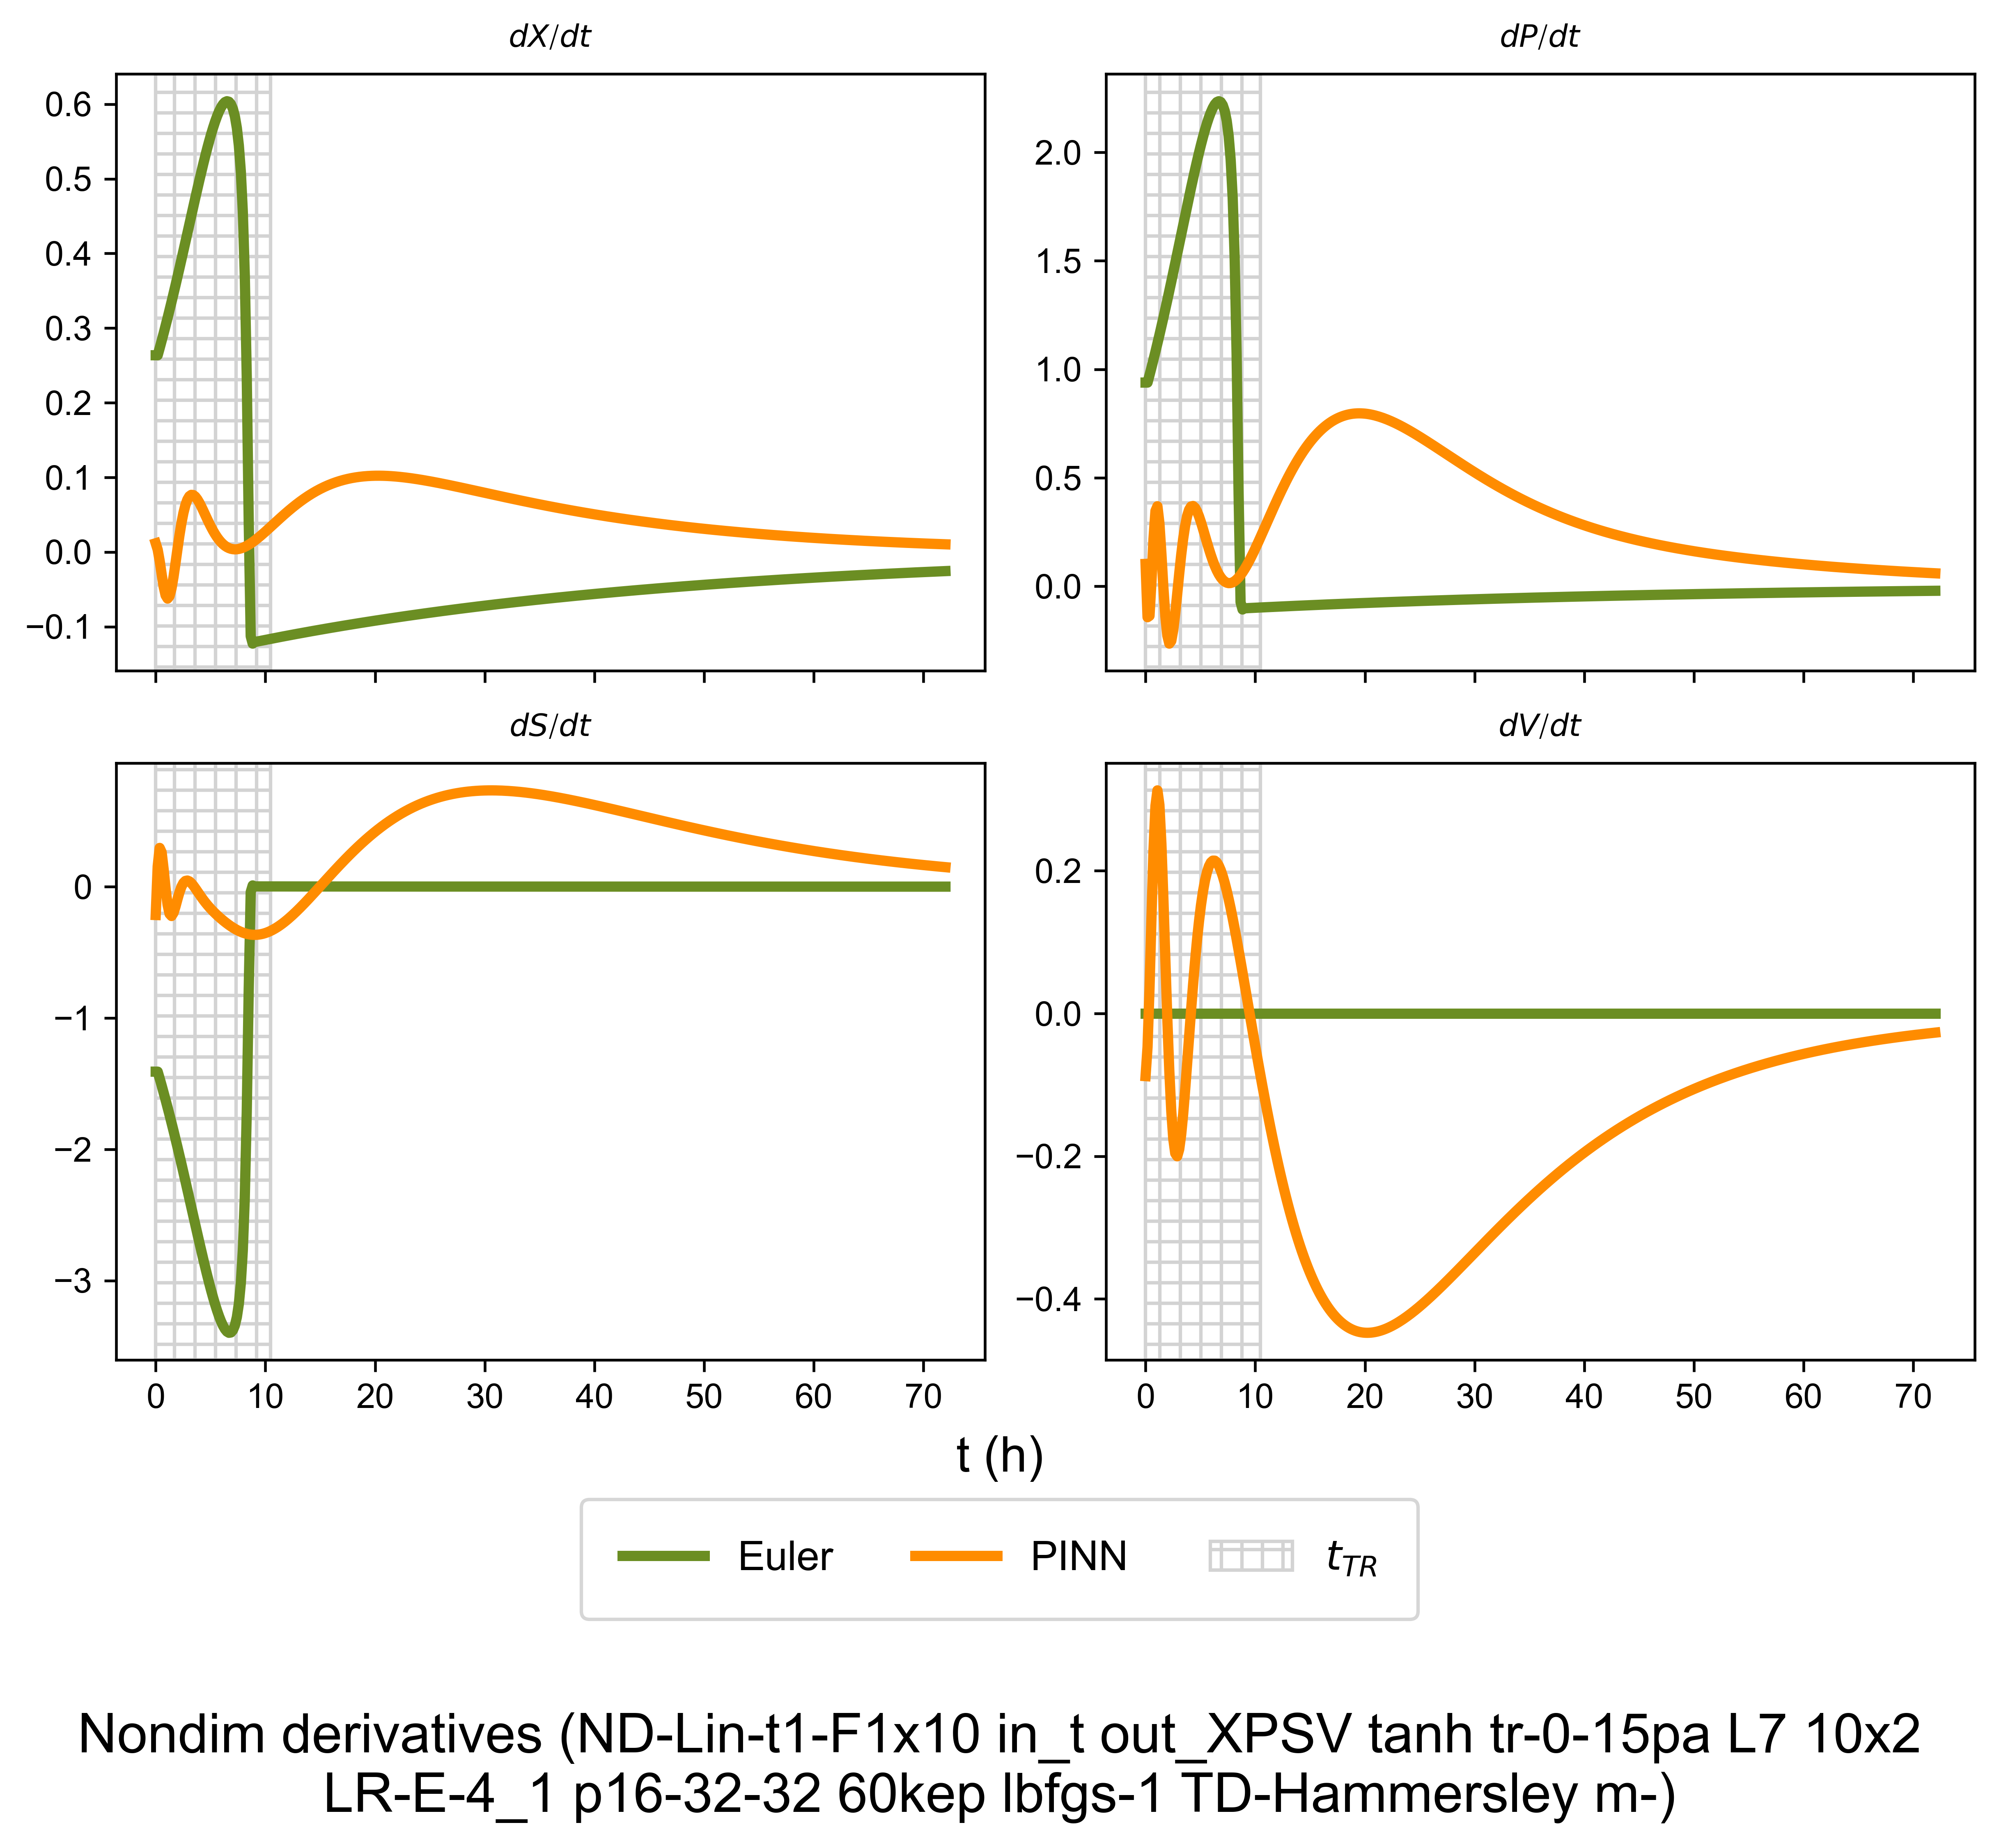 dX/dt
dP/dt
0.6
0.5
0.4
0.3
0.2
0.1
0.0
−0.1
2.0
1.5
1.0
0.5
0.0
dS/dt
dV/dt
0
−1
−2
−3
0.2
0.0
−0.2
−0.4
0 10 20 30 40 50 60 70
0 10 20 30 40 50 60 70
t (h)
Euler PINN t_TR
Nondim derivatives (ND-Lin-t1-F1x10 in_t out_XPSV tanh tr-0-15pa L7 10x2
LR-E-4_1 p16-32-32 60kep lbfgs-1 TD-Hammersley m-)